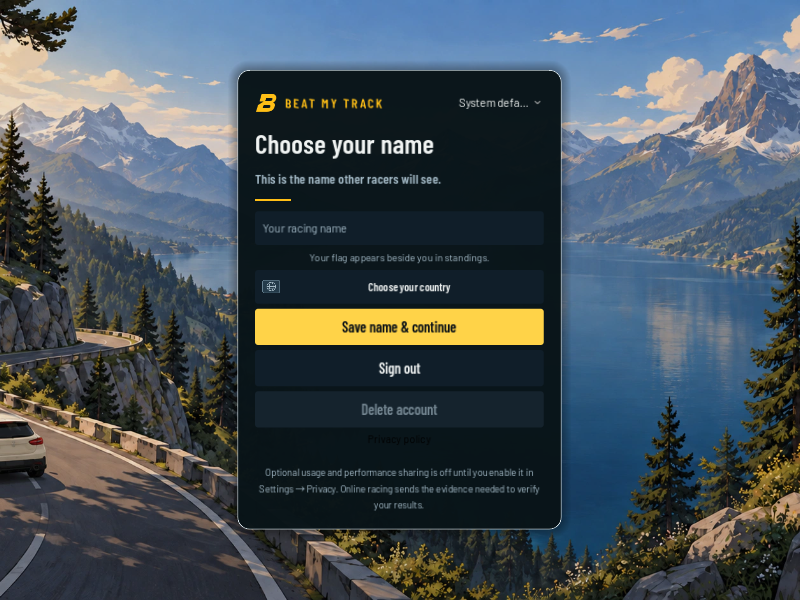 BEAT MY TRACK
System defa...
Choose your name
This is the name other racers will see.
Your racing name
Your flag appears beside you in standings.
Choose your country
Save name & continue
Sign out
Delete account
Privacy policy
Optional usage and performance sharing is off until you enable it in
Settings → Privacy. Online racing sends the evidence needed to verify
your results.